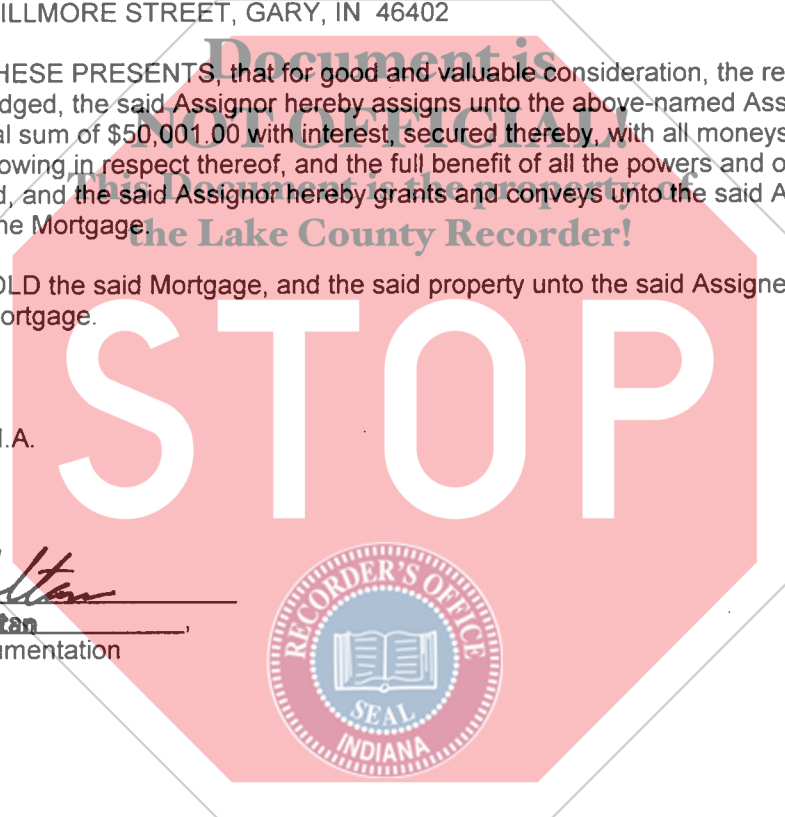 ILLMORE STREET, GARY, IN 46402
Document is
HESE PRESENTS, that for good and valuable consideration, the re
dged, the said Assignor hereby assigns unto the above-named Ass
NOT OFFICIAL!
al sum of $50,001.00 with interest, secured thereby, with all moneys
owing in respect thereof, and the full benefit of all the powers and o
This Document is the property of
d, and the said Assignor hereby grants and conveys unto the said A
ne Mortgage.
the Lake County Recorder!
OLD the said Mortgage, and the said property unto the said Assigne
ortgage.
STOP
I.A.
tan,
umentation
RECORDER'S OFFICE
SEAL
INDIANA